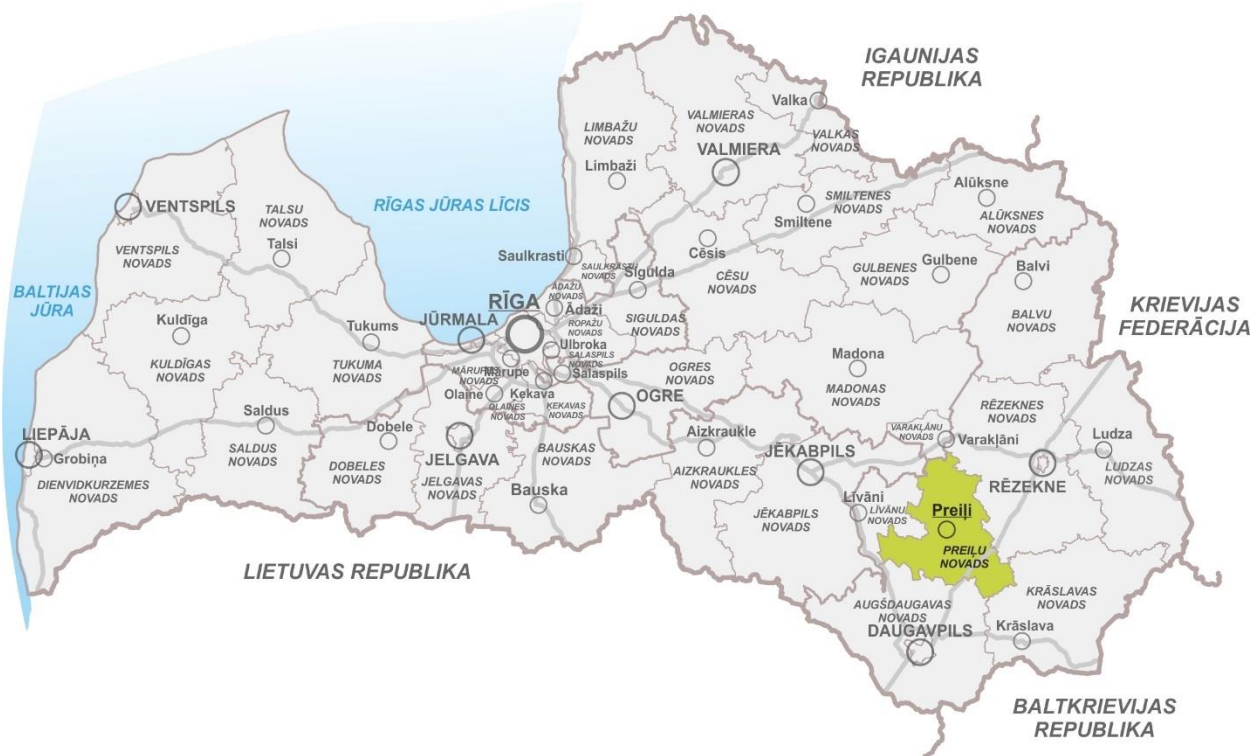 IGAUNIJAS
REPUBLIKA
Valka
LIMBAŽU
NOVADS
VALMIERAS
NOVADS
VALKAS
NOVADS
Limbaži
VALMIERA
Alūksne
SMILTENES
NOVADS
Smiltene
ALŪKSNES
NOVADS
VENTSPILS
TALSU
NOVADS
RĪGAS JŪRAS LĪCIS
Talsi
VENTSPILS
NOVADS
Saulkrasti
SAULKRASTU
NOVADS
Cēsis
CĒSU
NOVADS
Sigulda
GULBENES
NOVADS
Gulbene
Balvi
BALVU
NOVADS
BALTIJAS
JŪRA
KRIEVIJAS
FEDERĀCIJA
ĀDAŽU
NOVADS
Ādaži
RĪGA
JŪRMALA
ROPAŽU
NOVADS
SIGULDAS
NOVADS
Kuldīga
Tukums
Ulbroka
SALASPILS
NOVADS
Salaspils
KULDĪGAS
NOVADS
TUKUMA
NOVADS
MĀRUPES
NOVADS
Mārupe
Olaine
OLAINES
NOVADS
Ķekava
ĶEKAVAS
NOVADS
OGRES
NOVADS
OGRE
Madona
MADONAS
NOVADS
RĒZEKNES
NOVADS
Saldus
SALDUS
NOVADS
Dobele
DOBELES
NOVADS
JELGAVA
JELGAVAS
NOVADS
BAUSKAS
NOVADS
Bauska
Aizkraukle
AIZKRAUKLES
NOVADS
VARAKĻĀNU
NOVADS
Varakļāni
Ludza
LUDZAS
NOVADS
LIEPĀJA
Grobiņa
DIENVIDKURZEMES
NOVADS
JĒKABPILS
JĒKABPILS
NOVADS
Līvāni
LĪVĀNU
NOVADS
RĒZEKNE
Preiļi
PREIĻU
NOVADS
LIETUVAS REPUBLIKA
KRĀSLAVAS
NOVADS
Krāslava
AUGŠDAUGAVAS
NOVADS
DAUGAVPILS
BALTKRIEVIJAS
REPUBLIKA